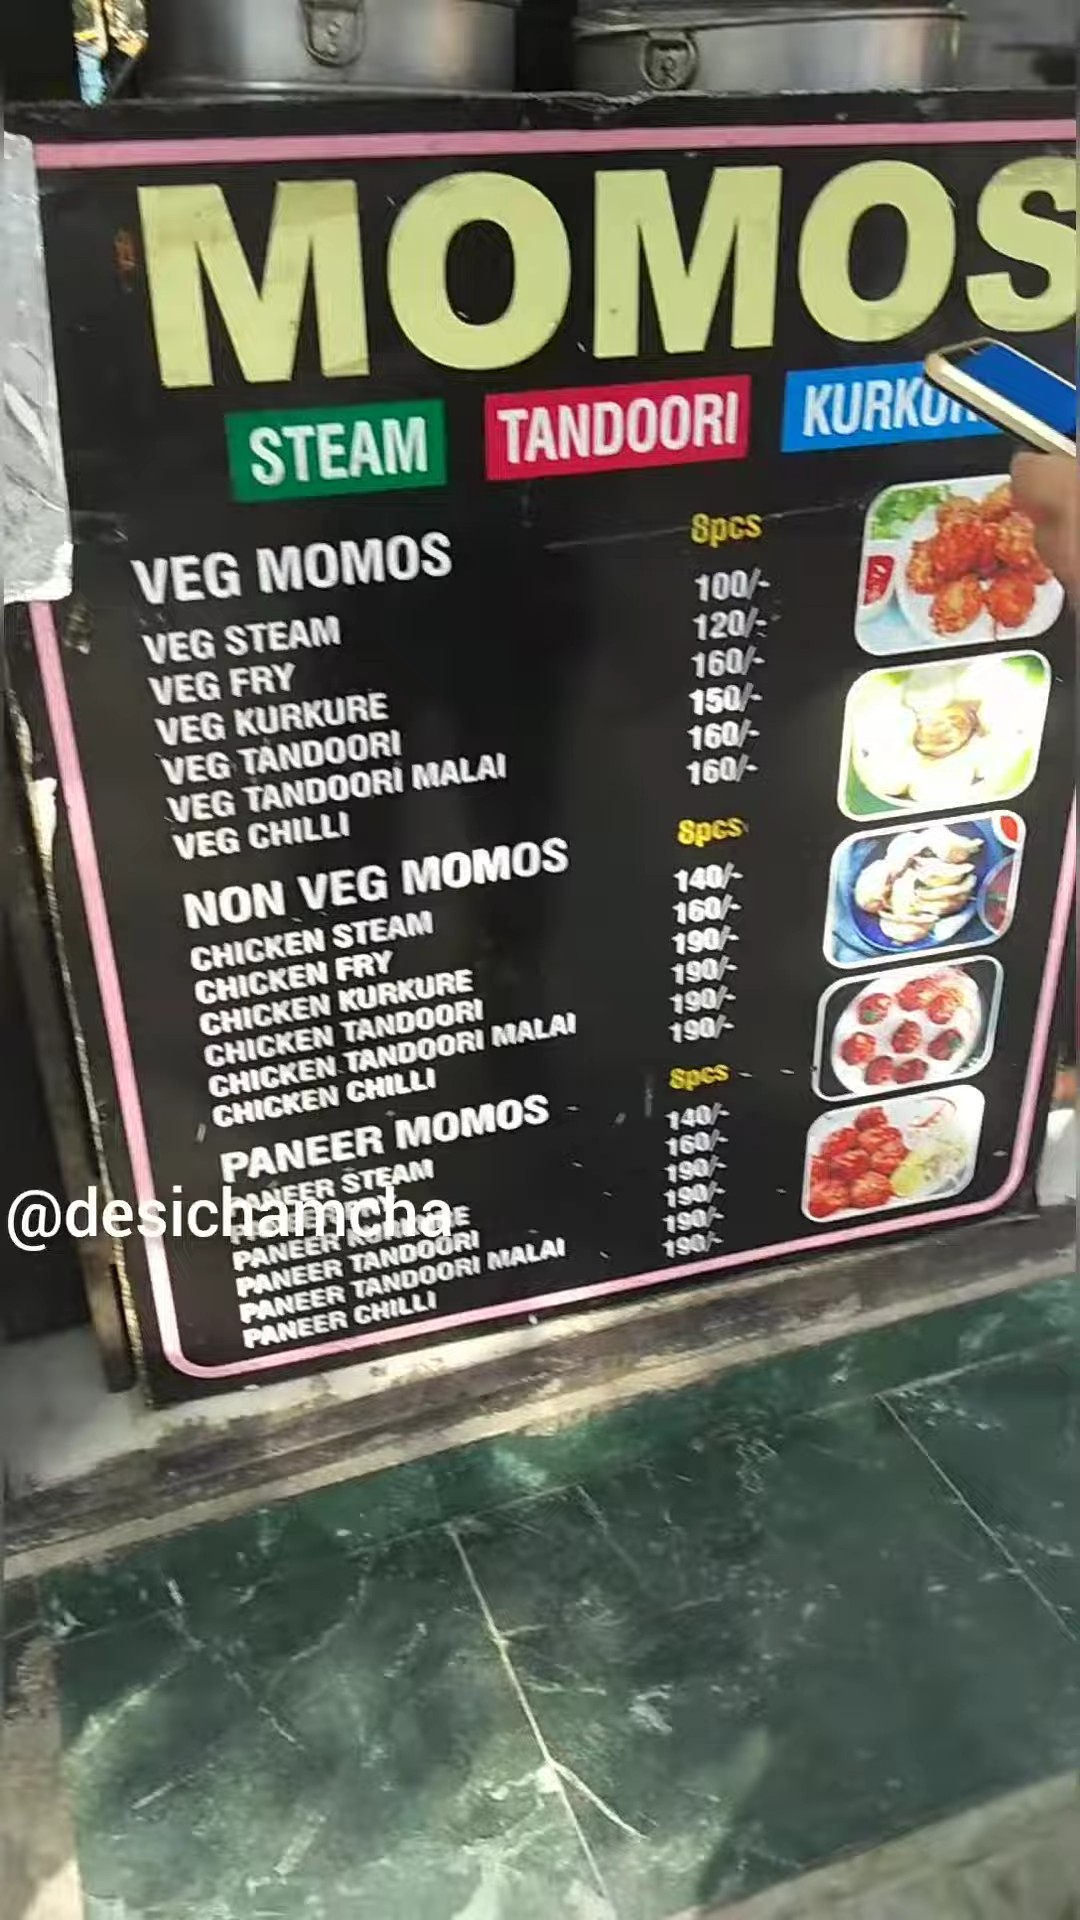 MOMOS
STEAM TANDOORI
VEG MOMOS 8pcs
VEG STEAM 100/-
VEG FRY 120/-
VEG KURKURE 160/-
VEG TANDOORI 150/-
VEG TANDOORI MALAI 160/-
VEG CHILLI 160/-
NON VEG MOMOS 8pcs
CHICKEN STEAM 140/-
CHICKEN FRY 160/-
CHICKEN KURKURE 190/-
CHICKEN TANDOORI 190/-
CHICKEN TANDOORI MALAI 190/-
CHICKEN CHILLI 190/-
PANEER MOMOS 8pcs
PANEER STEAM 140/-
@desichamcha
160/-
PANEER 190/-
PANEER TANDOORI 190/-
PANEER TANDOORI MALAI 190/-
PANEER CHILLI 190/-